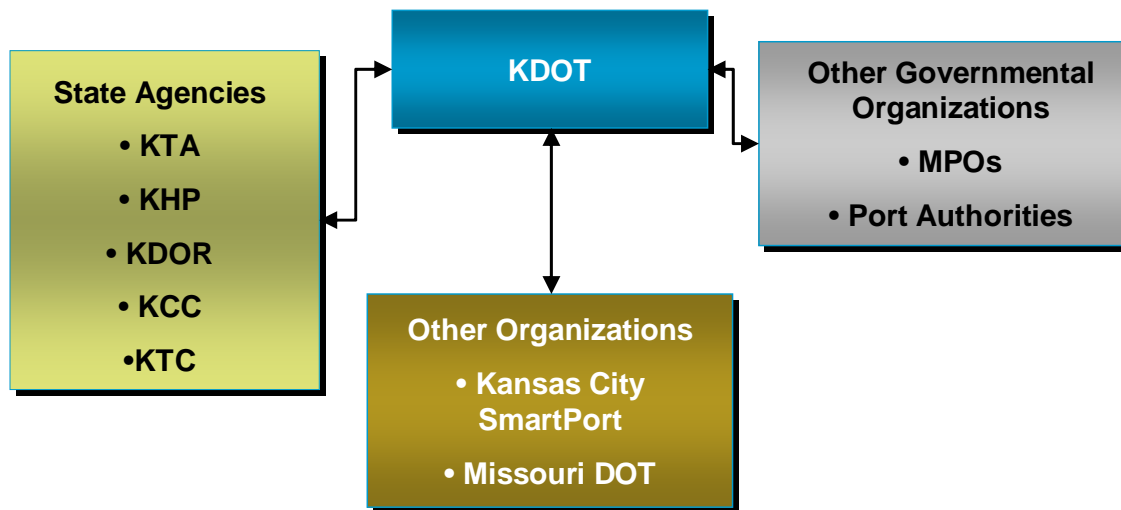 KDOT
State Agencies
• KTA
• KHP
• KDOR
• KCC
•KTC
Other Governmental
Organizations
• MPOs
• Port Authorities
Other Organizations
• Kansas City
SmartPort
• Missouri DOT